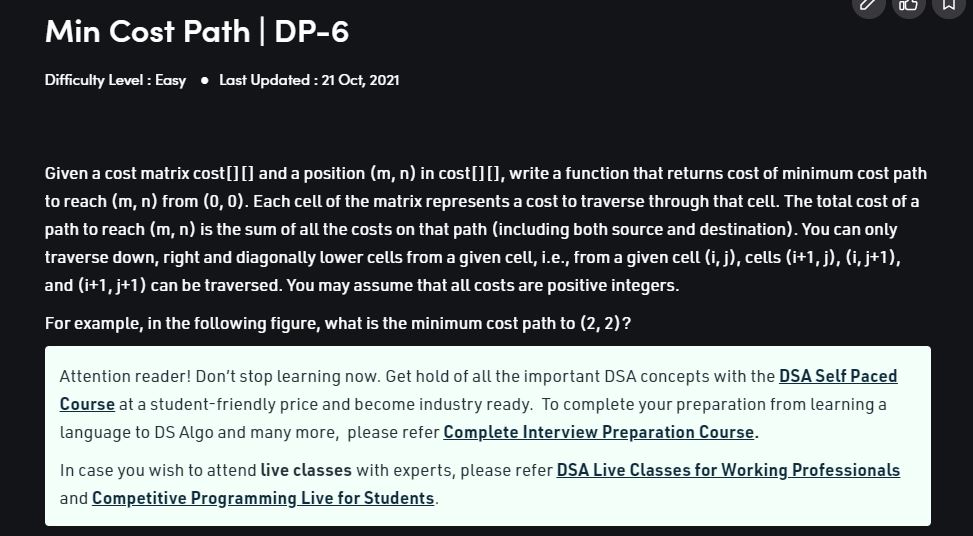 Min Cost Path | DP-6
Difficulty Level : Easy ● Last Updated : 21 Oct, 2021
Given a cost matrix cost[][] and a position (m, n) in cost[][], write a function that returns cost of minimum cost path
to reach (m, n) from (0, 0). Each cell of the matrix represents a cost to traverse through that cell. The total cost of a
path to reach (m, n) is the sum of all the costs on that path (including both source and destination). You can only
traverse down, right and diagonally lower cells from a given cell, i.e., from a given cell (i, j), cells (i+1, j), (i, j+1),
and (i+1, j+1) can be traversed. You may assume that all costs are positive integers.
For example, in the following figure, what is the minimum cost path to (2, 2)?
Attention reader! Don’t stop learning now. Get hold of all the important DSA concepts with the DSA Self Paced
Course at a student-friendly price and become industry ready.  To complete your preparation from learning a
language to DS Algo and many more,  please refer Complete Interview Preparation Course.
In case you wish to attend live classes with experts, please refer DSA Live Classes for Working Professionals
and Competitive Programming Live for Students.